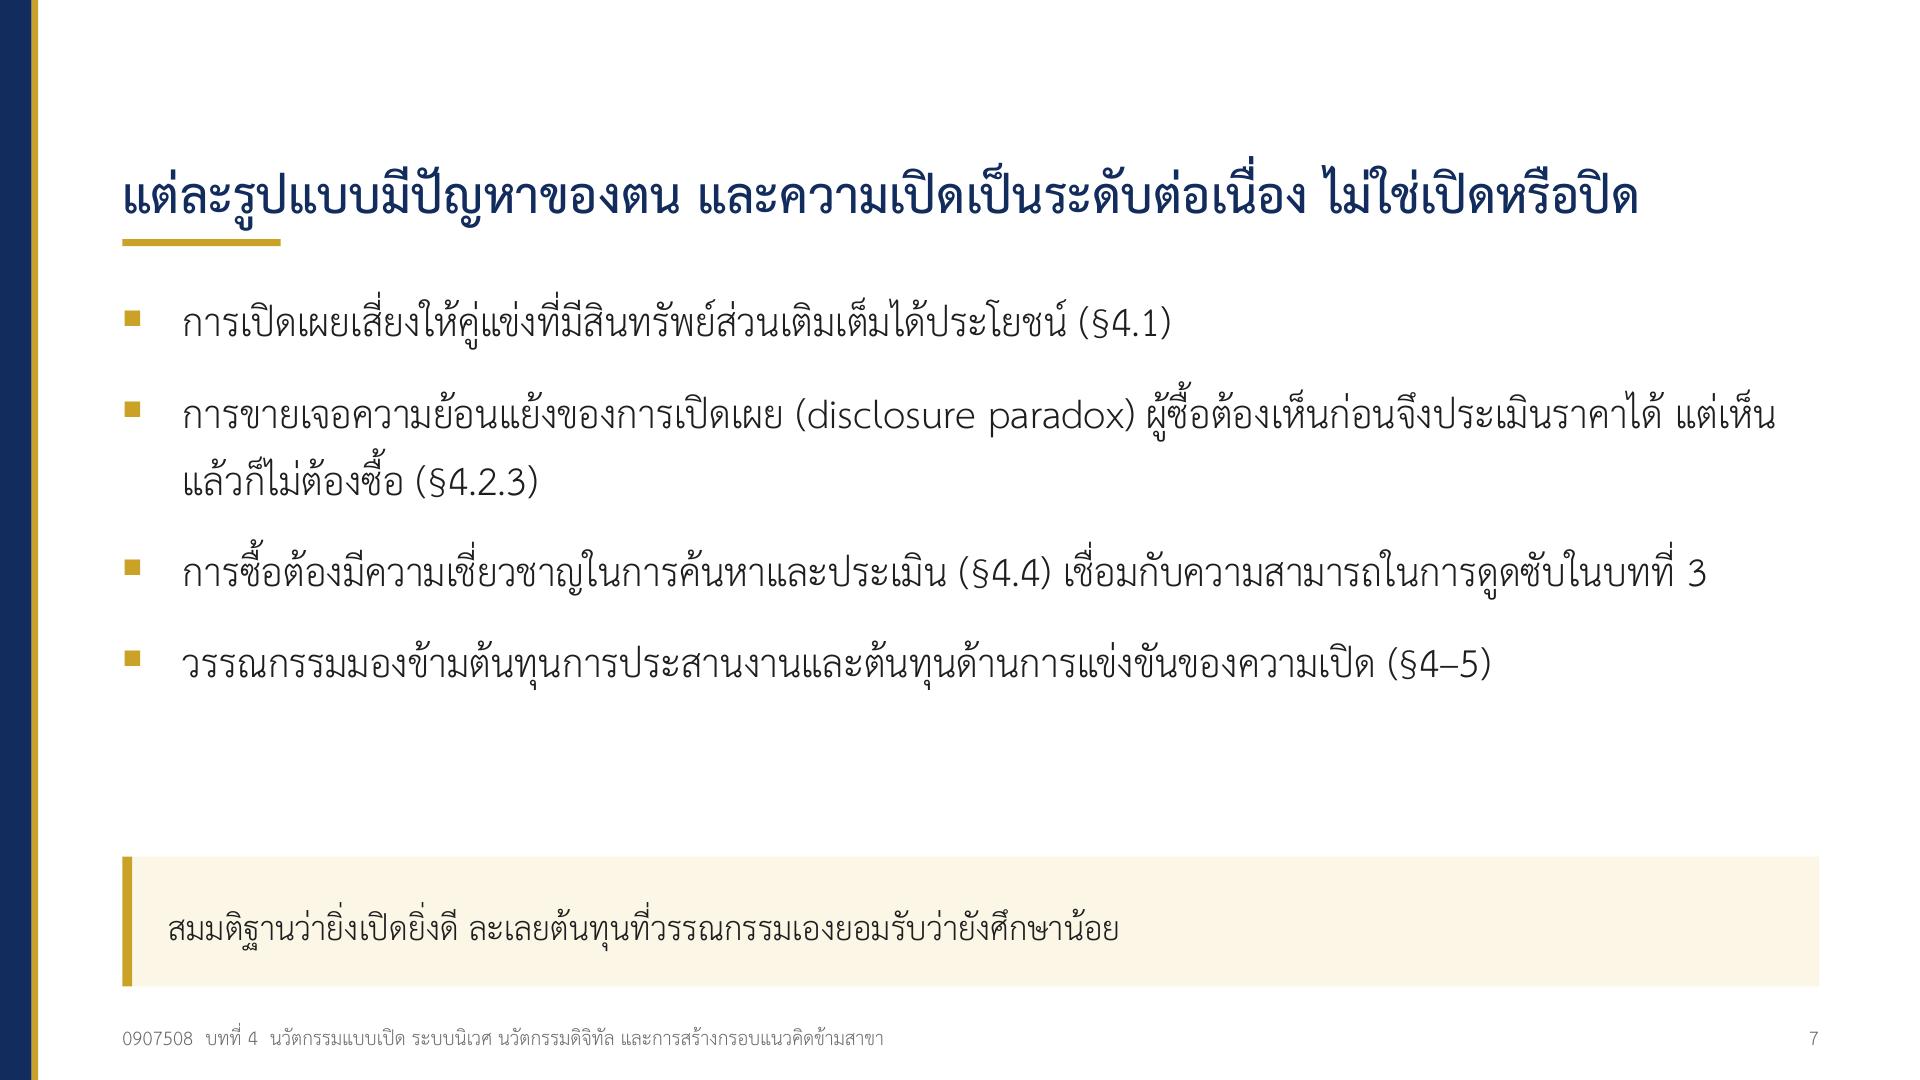 แต่ละรูปแบบมีปัญหาของตน และความเปิดเป็นระดับต่อเนื่อง ไม่ใช่เปิดหรือปิด
การเปิดเผยเสี่ยงให้คู่แข่งที่มีสินทรัพย์ส่วนเติมเต็มได้ประโยชน์ (§4.1)
การขายเจอความย้อนแย้งของการเปิดเผย (disclosure paradox) ผู้ซื้อต้องเห็นก่อนจึงประเมินราคาได้ แต่เห็น
แล้วก็ไม่ต้องซื้อ (§4.2.3)
การซื้อต้องมีความเชี่ยวชาญในการค้นหาและประเมิน (§4.4) เชื่อมกับความสามารถในการดูดซับในบทที่ 3
วรรณกรรมมองข้ามต้นทุนการประสานงานและต้นทุนด้านการแข่งขันของความเปิด (§4–5)
สมมติฐานว่ายิ่งเปิดยิ่งดี ละเลยต้นทุนที่วรรณกรรมเองยอมรับว่ายังศึกษาน้อย
0907508 บทที่ 4 นวัตกรรมแบบเปิด ระบบนิเวศ นวัตกรรมดิจิทัล และการสร้างกรอบแนวคิดข้ามสาขา
7